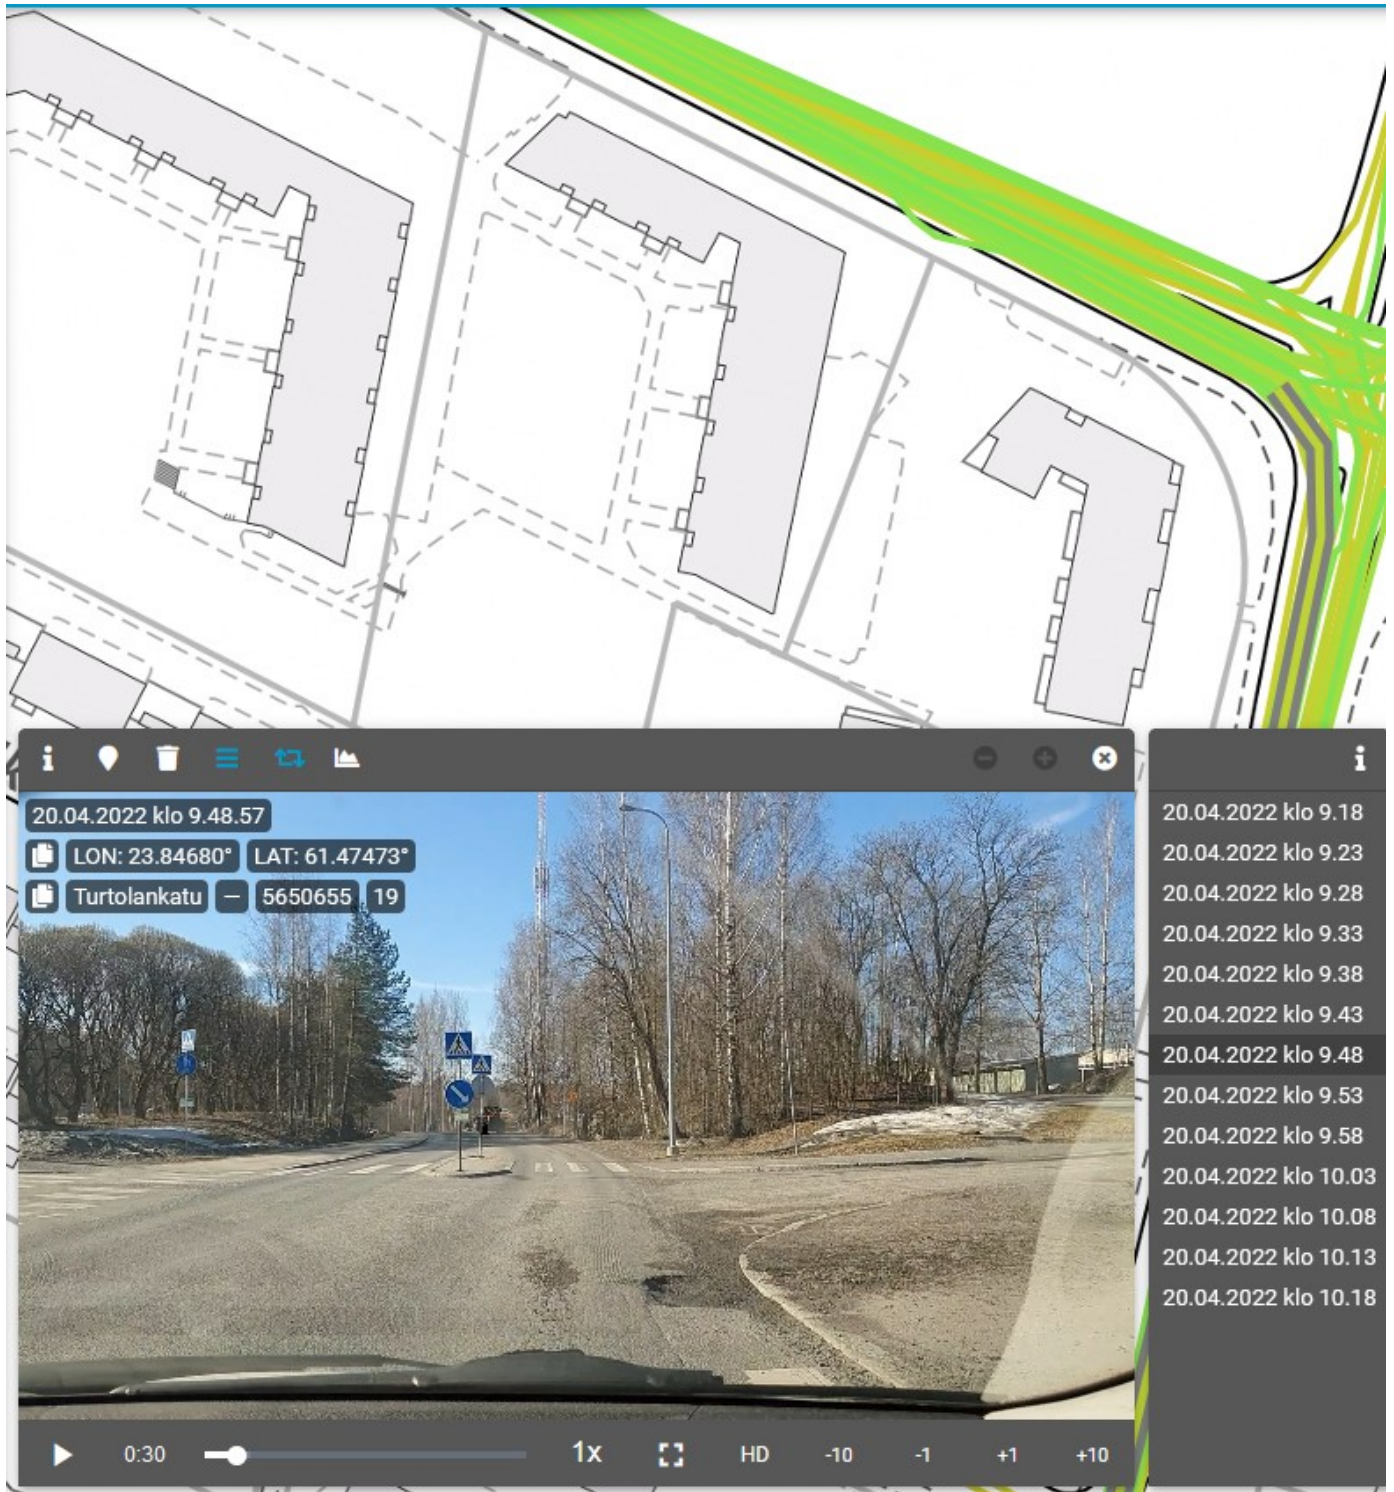 20.04.2022 klo 9.48.57
LON: 23.84680° LAT: 61.47473°
Turtolankatu – 5650655 19
0:30 1x HD -10 -1 +1 +10
20.04.2022 klo 9.18
20.04.2022 klo 9.23
20.04.2022 klo 9.28
20.04.2022 klo 9.33
20.04.2022 klo 9.38
20.04.2022 klo 9.43
20.04.2022 klo 9.48
20.04.2022 klo 9.53
20.04.2022 klo 9.58
20.04.2022 klo 10.03
20.04.2022 klo 10.08
20.04.2022 klo 10.13
20.04.2022 klo 10.18